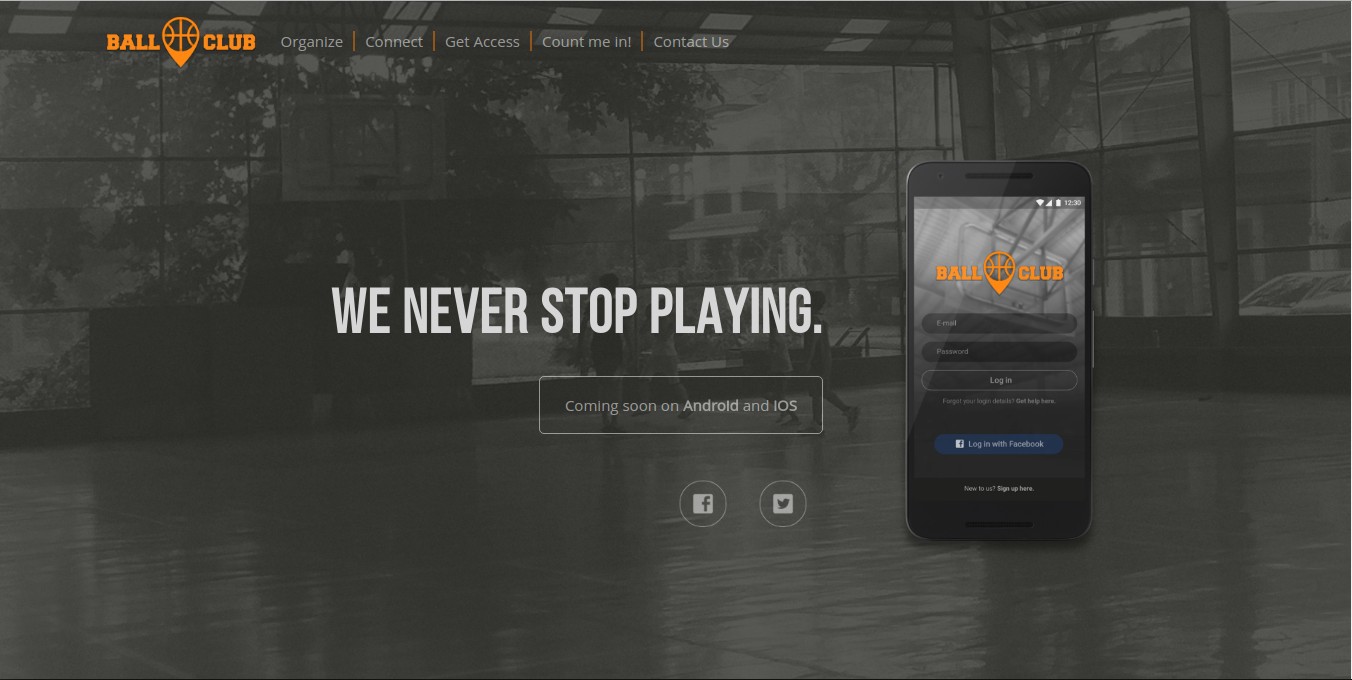 BALL CLUB
Organize
Connect
Get Access
Count me in!
Contact Us
WE NEVER STOP PLAYING.
Coming soon on Android and IOS
12:30
BALL CLUB
E-mail
Password
Log in
Forgot your login details? Get help here.
Log in with Facebook
New to us? Sign up here.